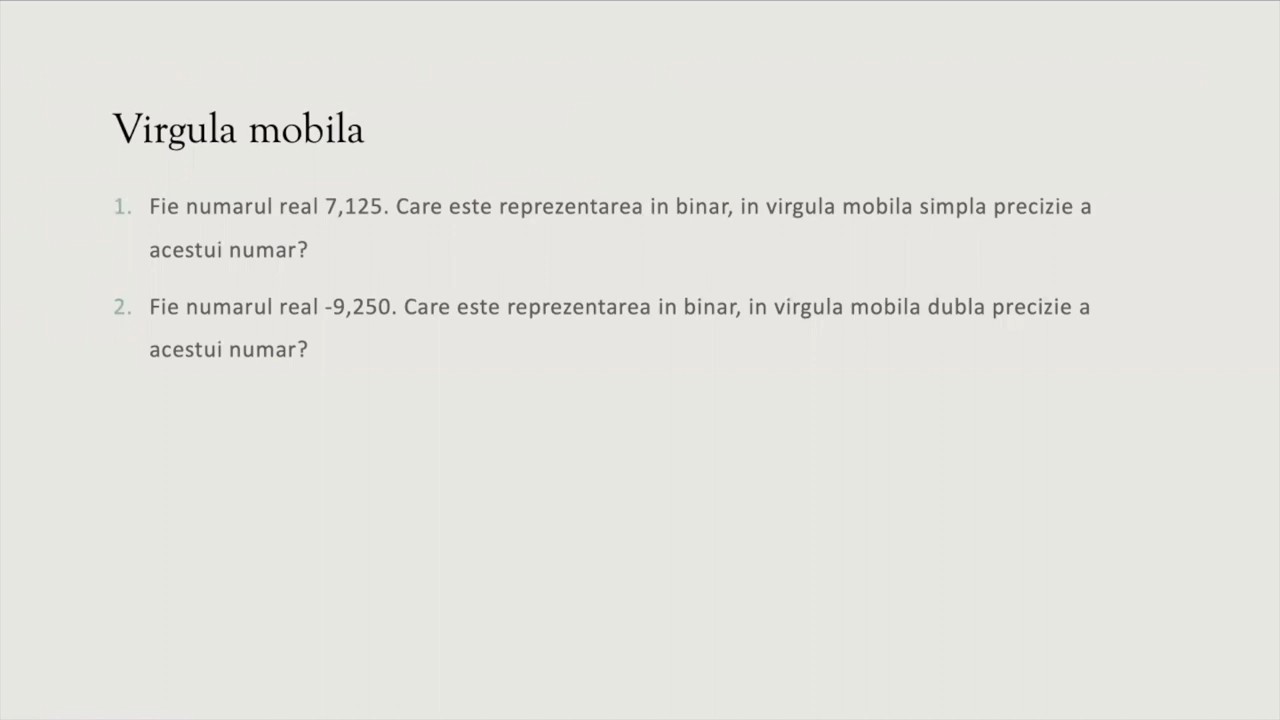 Virgula mobila
1. Fie numarul real 7,125. Care este reprezentarea in binar, in virgula mobila simpla precizie a
acestui numar?
2. Fie numarul real -9,250. Care este reprezentarea in binar, in virgula mobila dubla precizie a
acestui numar?